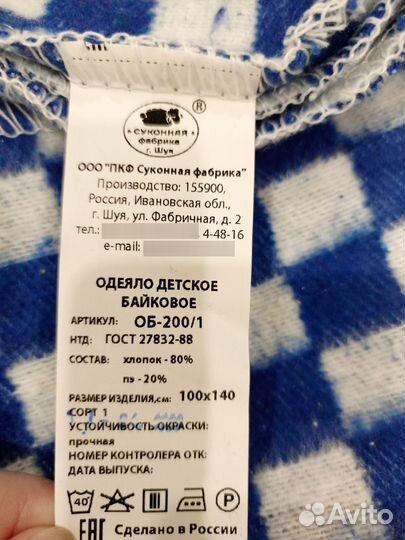 EAC
®
СУКОННАЯ
фабрика
г. Шуя
ООО "ПКФ Суконная фабрика"
Производство: 155900,
Россия, Ивановская обл.,
г. Шуя, ул. Фабричная, д. 2
тел.: 4-48-16
e-mail:
ОДЕЯЛО ДЕТСКОЕ
БАЙКОВОЕ
АРТИКУЛ: ОБ-200/1
НТД: ГОСТ 27832-88
СОСТАВ: хлопок - 80%
пэ - 20%
РАЗМЕР ИЗДЕЛИЯ,см: 100х140
СОРТ 1
УСТОЙЧИВОСТЬ ОКРАСКИ:
прочная
НОМЕР КОНТРОЛЕРА ОТК:
ДАТА ВЫПУСКА:
40 P
EAC Сделано в России
Avito